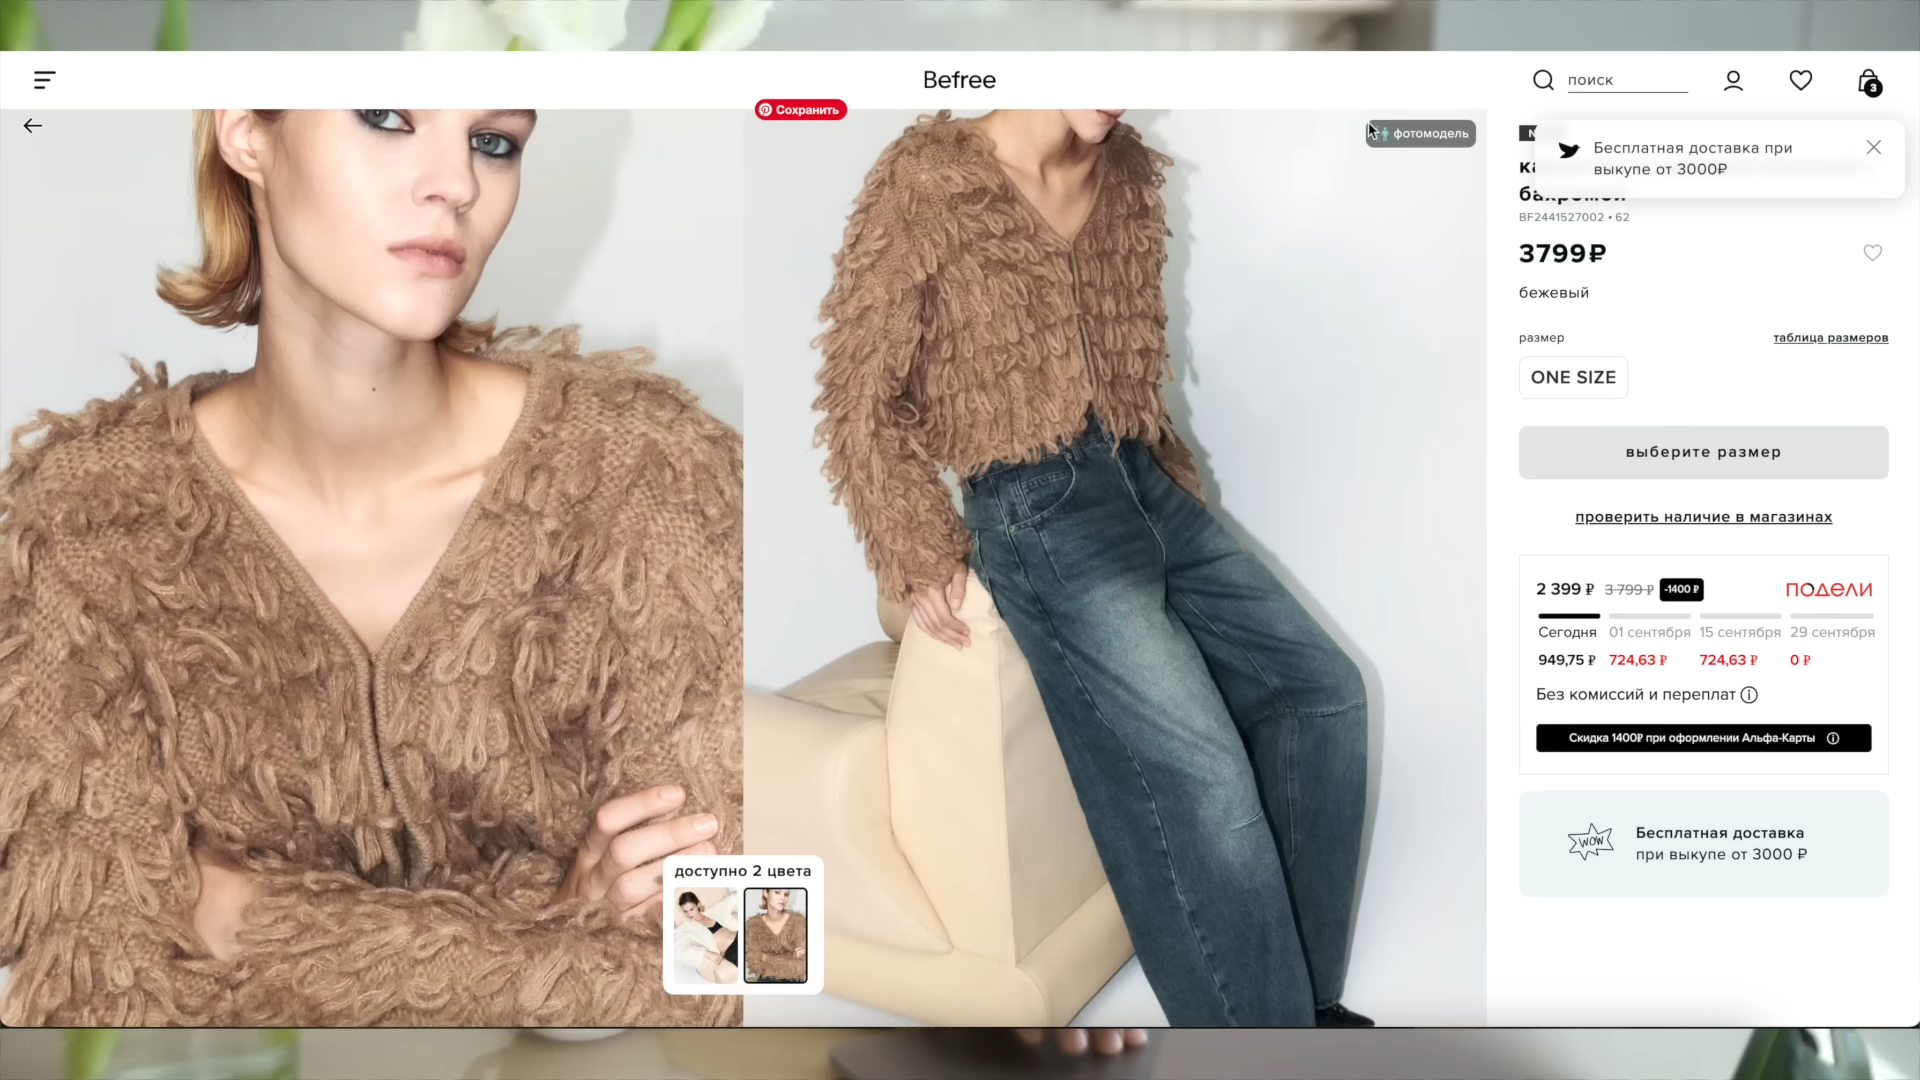 Befree
поиск
3
Сохранить
фотомодель
Бесплатная доставка при
выкупе от 3000₽
BF2441527002 • 62
3799₽
бежевый
размер
таблица размеров
ONE SIZE
выберите размер
проверить наличие в магазинах
2 399 ₽ 3 799 ₽ -1400 ₽ ПОДЕЛИ
Сегодня 01 сентября 15 сентября 29 сентября
949,75 ₽ 724,63 ₽ 724,63 ₽ 0 ₽
Без комиссий и переплат
Скидка 1400₽ при оформлении Альфа-Карты
WOW
Бесплатная доставка
при выкупе от 3000 ₽
доступно 2 цвета